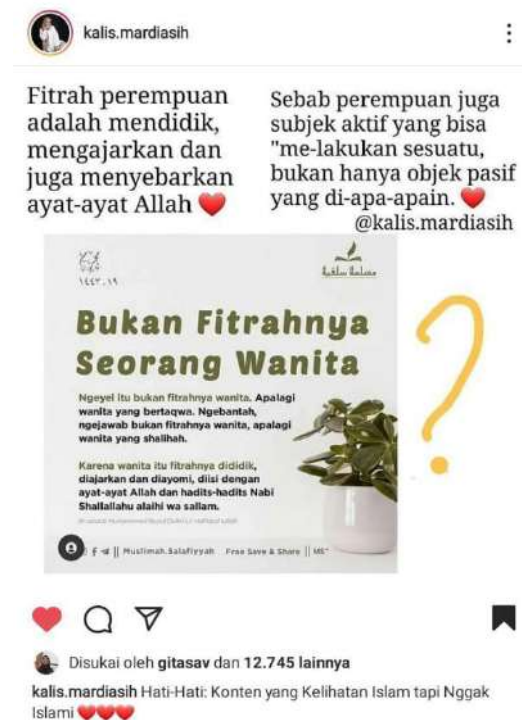 kalis.mardiasih
Fitrah perempuan
adalah mendidik,
mengajarkan dan
juga menyebarkan
ayat-ayat Allah ❤️
Sebab perempuan juga
subjek aktif yang bisa
"me-lakukan sesuatu,
bukan hanya objek pasif
yang di-apa-apain. ❤️
@kalis.mardiasih
Bukan Fitrahnya
Seorang Wanita
Ngeyel itu bukan fitrahnya wanita. Apalagi
wanita yang bertaqwa. Ngebantah,
ngejawab bukan fitrahnya wanita, apalagi
wanita yang shalihah.
Karena wanita itu fitrahnya dididik,
diajarkan dan diayomi, diisi dengan
ayat-ayat Allah dan hadits-hadits Nabi
Shallallahu alaihi wa sallam.
|| Muslimah.Salafiyyah Free Save & Share ||
?
Disukai oleh gitasav dan 12.745 lainnya
kalis.mardiasih Hati-Hati: Konten yang Kelihatan Islam tapi Nggak
Islami ❤️❤️❤️